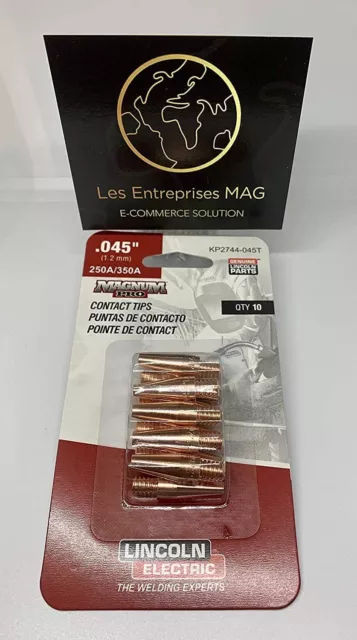 Les Entreprises MAG
E-COMMERCE SOLUTION
.045"
(1.2 mm)
250A/350A
KP2744-045T
GENUINE
LINCOLN
PARTS
MAGNUM
PRO
QTY 10
CONTACT TIPS
PUNTAS DE CONTACTO
POINTE DE CONTACT
LINCOLN
ELECTRIC
THE WELDING EXPERTS